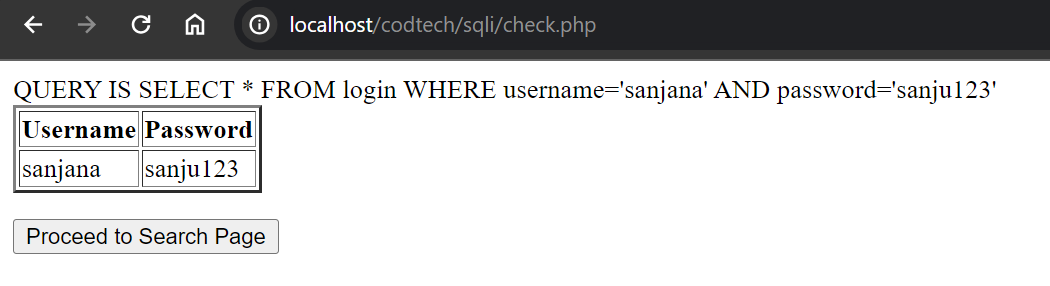 localhost/codtech/sqli/check.php
QUERY IS SELECT * FROM login WHERE username='sanjana' AND password='sanju123'
Username Password
sanjana sanju123
Proceed to Search Page